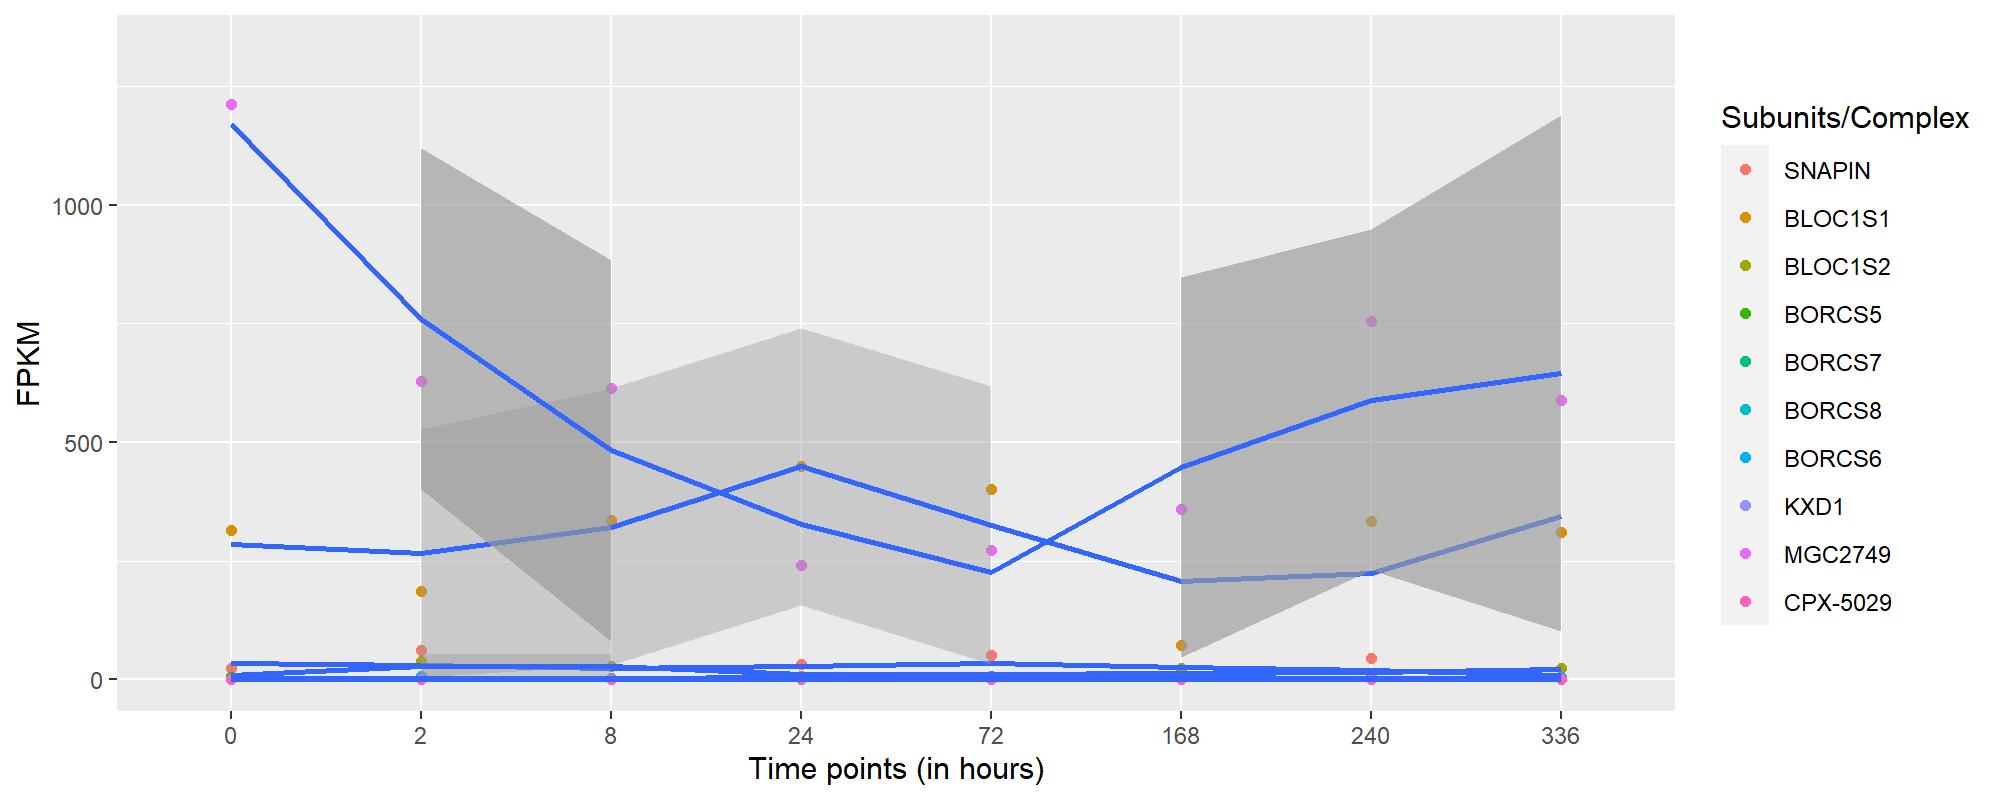 FPKM
1000
500
0
0 2 8 24 72 168 240 336
Time points (in hours)
Subunits/Complex
SNAPIN
BLOC1S1
BLOC1S2
BORCS5
BORCS7
BORCS8
BORCS6
KXD1
MGC2749
CPX-5029